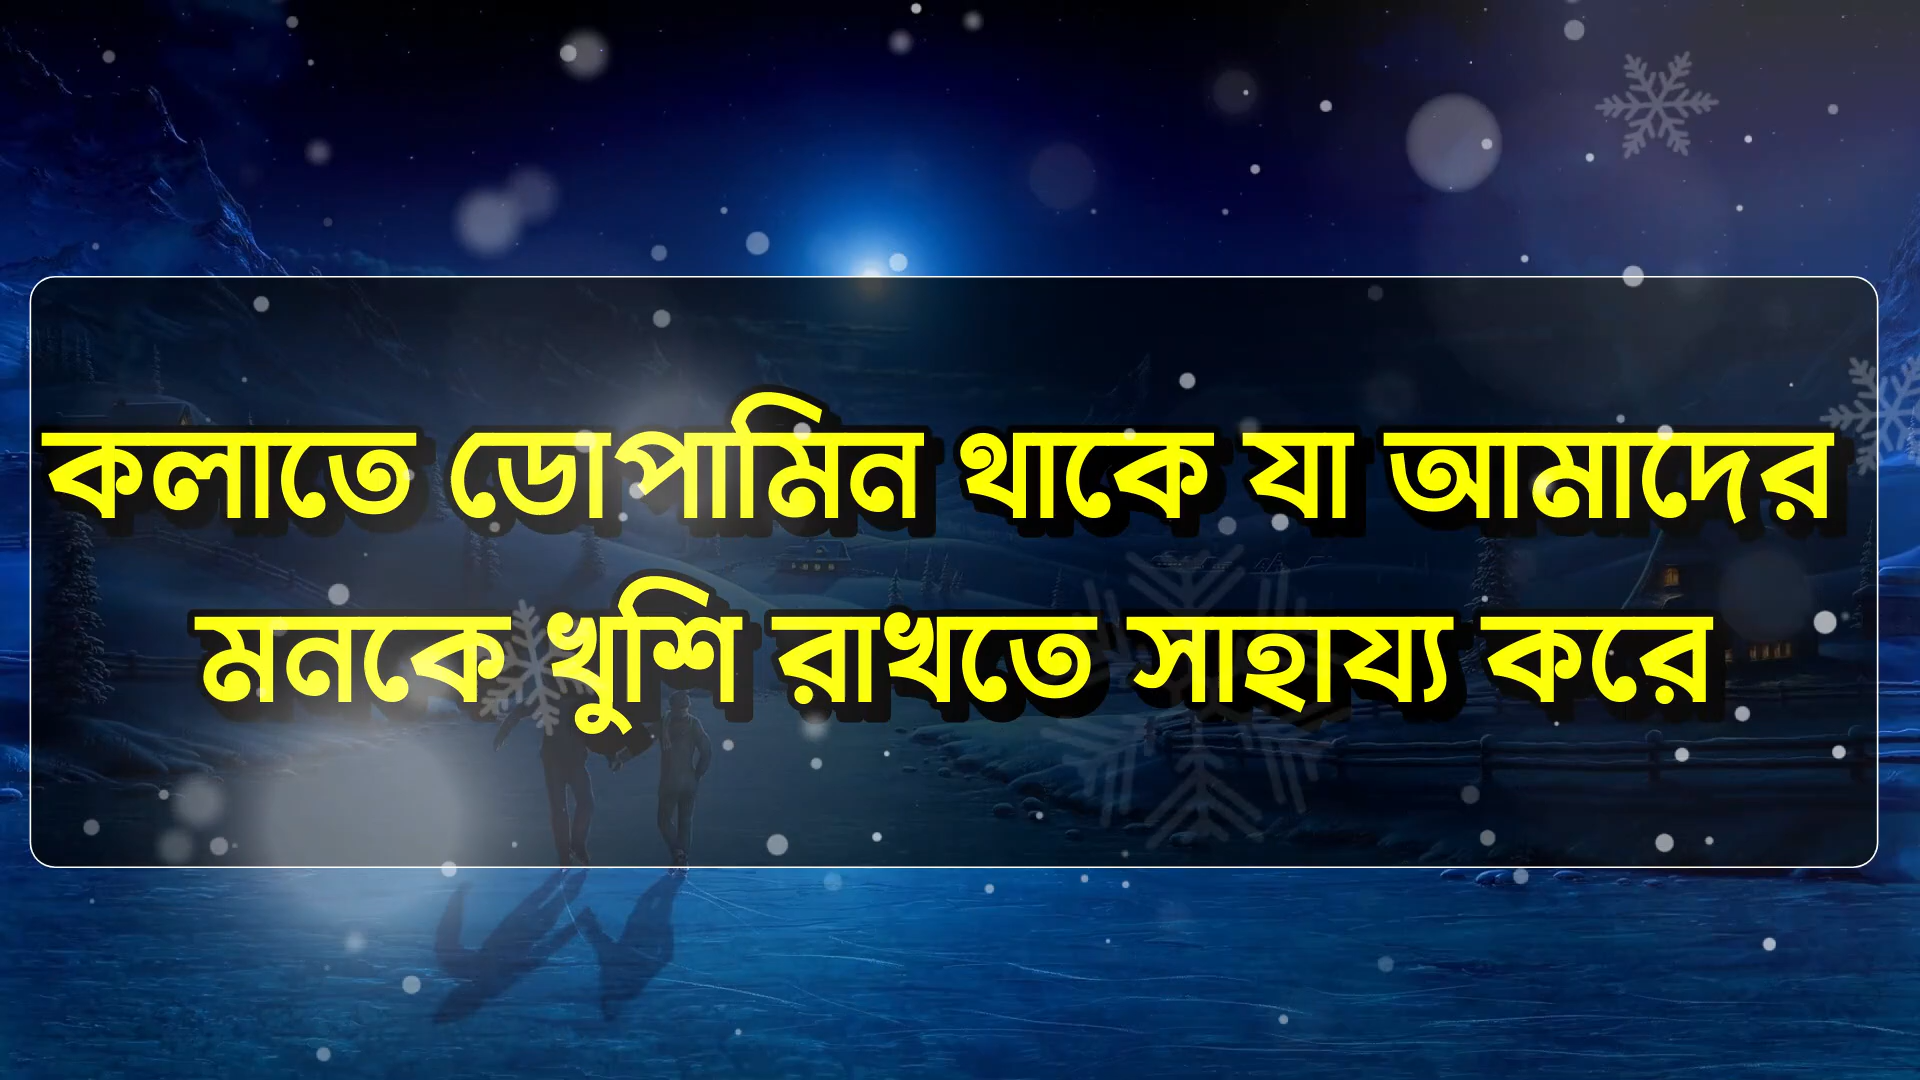 কলাতে ডোপামিন থাকে যা আমাদের
মনকে খুশি রাখতে সাহায্য করে